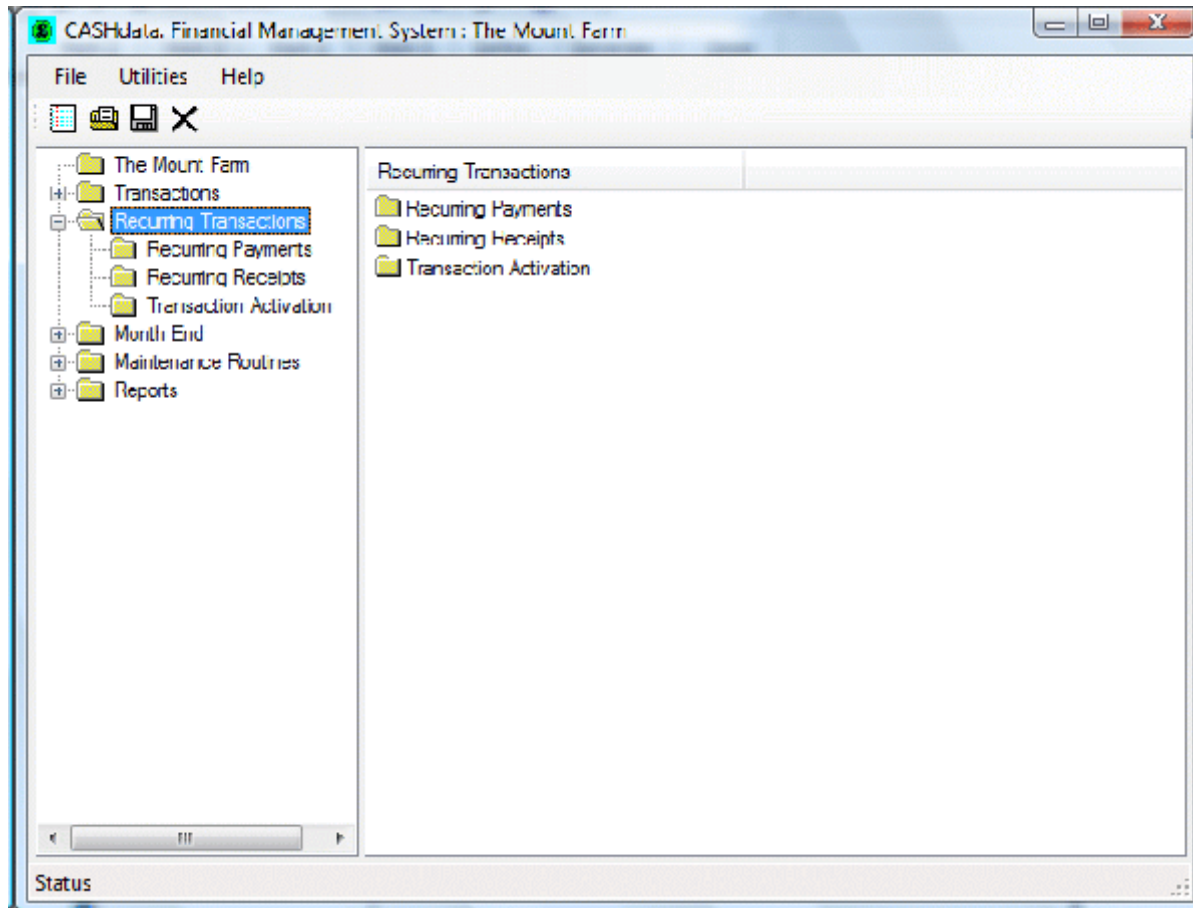 CASHdata. Financial Management System : The Mount Farm
File Utilities Help
The Mount Farm
Transactions
Recurring Transactions
Recurring Payments
Recurring Receipts
Transaction Activation
Month End
Maintenance Routines
Reports
Recurring Transactions
Recurring Payments
Recurring Receipts
Transaction Activation
Status